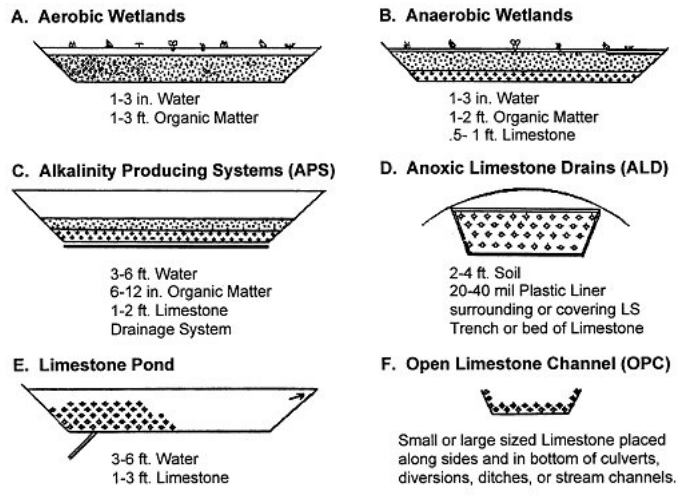 A. Aerobic Wetlands
1-3 in. Water
1-3 ft. Organic Matter
B. Anaerobic Wetlands
1-3 in. Water
1-2 ft. Organic Matter
.5- 1 ft. Limestone
C. Alkalinity Producing Systems (APS)
3-6 ft. Water
6-12 in. Organic Matter
1-2 ft. Limestone
Drainage System
D. Anoxic Limestone Drains (ALD)
2-4 ft. Soil
20-40 mil Plastic Liner
surrounding or covering LS
Trench or bed of Limestone
E. Limestone Pond
3-6 ft. Water
1-3 ft. Limestone
F. Open Limestone Channel (OPC)
Small or large sized Limestone placed
along sides and in bottom of culverts,
diversions, ditches, or stream channels.